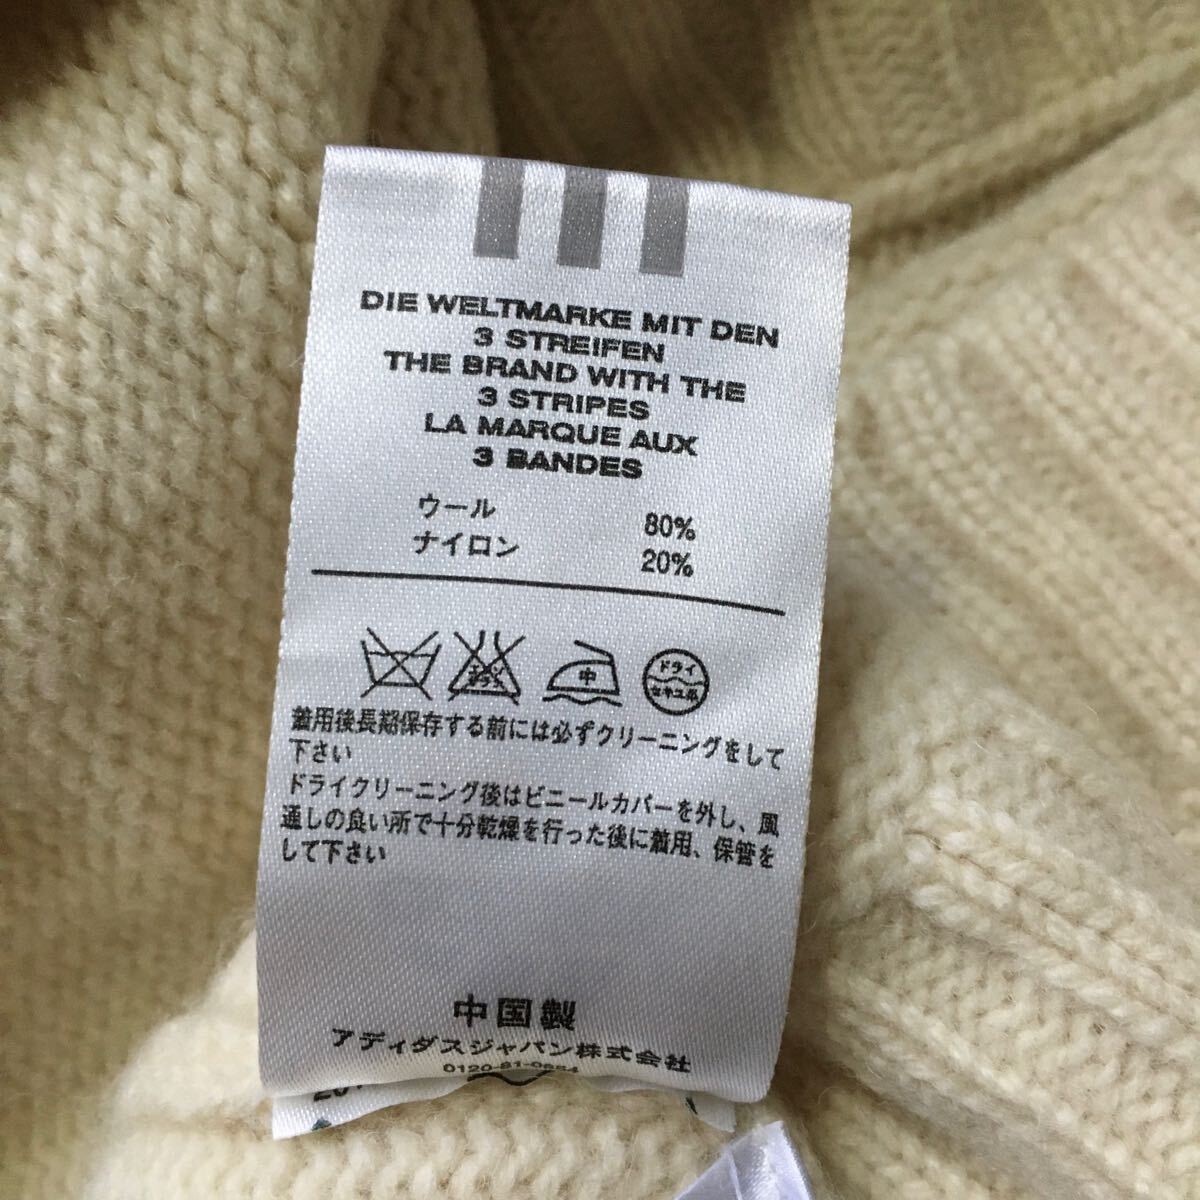 DIE WELTMARKE MIT DEN
3 STREIFEN
THE BRAND WITH THE
3 STRIPES
LA MARQUE AUX
3 BANDES
ウール 80%
ナイロン 20%
中
ドライ
セキユ系
着用後長期保存する前には必ずクリーニングをして
下さい
ドライクリーニング後はビニールカバーを外し、風
通しの良い所で十分乾燥を行った後に着用、保管を
して下さい
中国製
アディダスジャパン株式会社